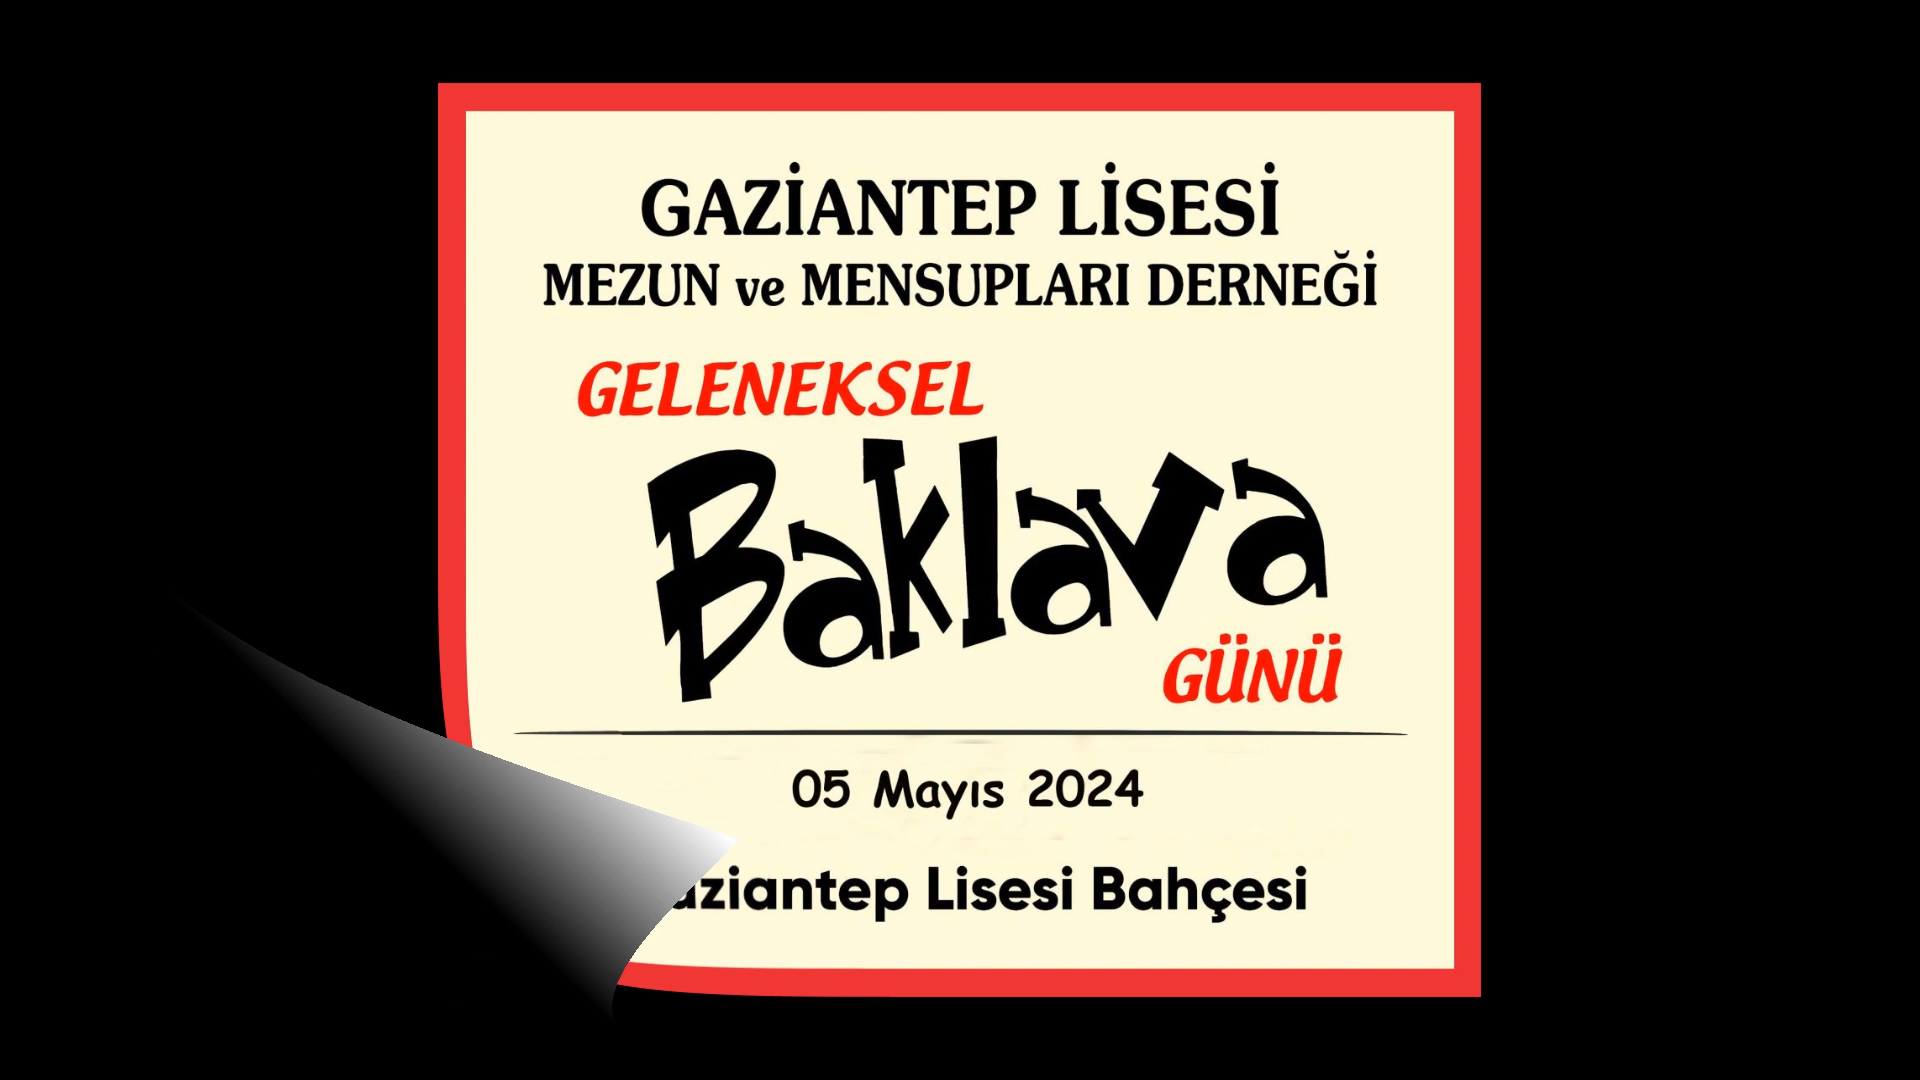 GAZİANTEP LİSESİ
MEZUN ve MENSUPLARI DERNEĞİ
GELENEKSEL
Baklava
GÜNÜ
05 Mayıs 2024
aziantep Lisesi Bahçesi